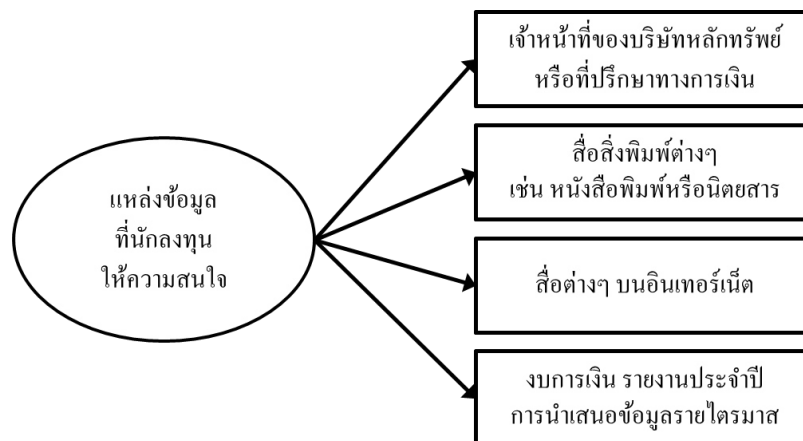 แหล่งข้อมูล
ที่นักลงทุน
ให้ความสนใจ
เจ้าหน้าที่ของบริษัทหลักทรัพย์
หรือที่ปรึกษาทางการเงิน
สื่อสิ่งพิมพ์ต่างๆ
เช่น หนังสือพิมพ์หรือนิตยสาร
สื่อต่างๆ บนอินเทอร์เน็ต
งบการเงิน รายงานประจำปี
การนำเสนอข้อมูลรายไตรมาส